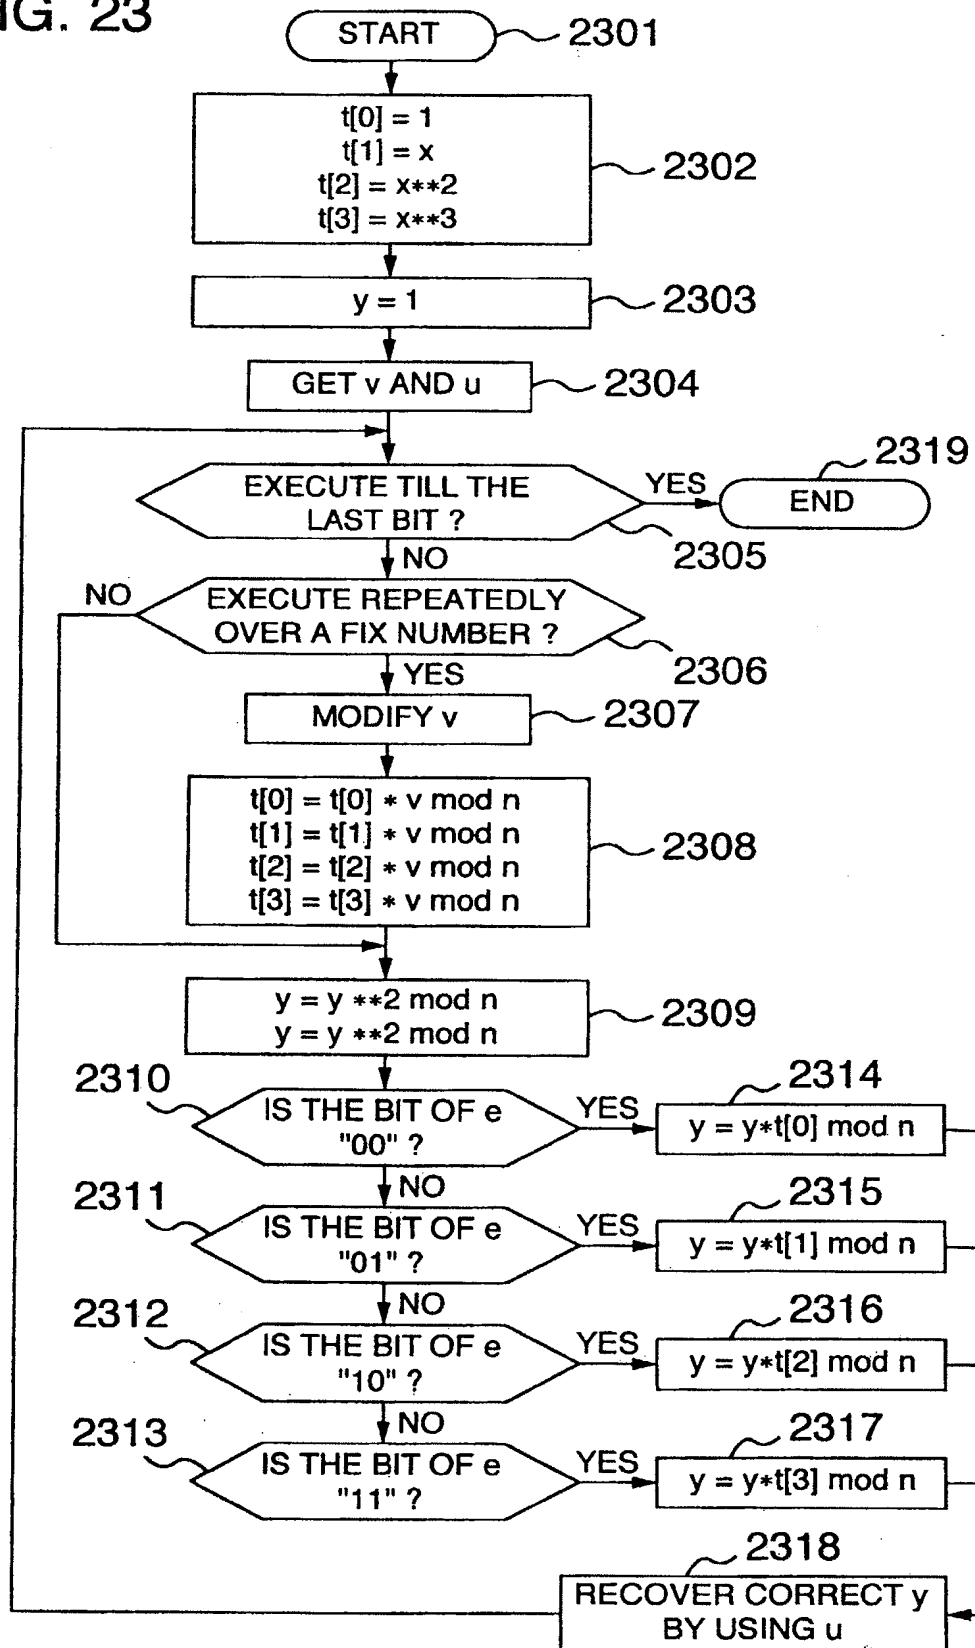 IG. 23
START
2301
t[0] = 1
t[1] = x
t[2] = x**2
t[3] = x**3
2302
y = 1
2303
GET v AND u
2304
2319
EXECUTE TILL THE
LAST BIT ?
YES
END
2305
NO
NO
EXECUTE REPEATEDLY
OVER A FIX NUMBER ?
2306
YES
MODIFY v
2307
t[0] = t[0] * v mod n
t[1] = t[1] * v mod n
t[2] = t[2] * v mod n
t[3] = t[3] * v mod n
2308
y = y **2 mod n
y = y **2 mod n
2309
2310
IS THE BIT OF e
"00" ?
YES
2314
y = y*t[0] mod n
NO
2311
IS THE BIT OF e
"01" ?
YES
2315
y = y*t[1] mod n
NO
2312
IS THE BIT OF e
"10" ?
YES
2316
y = y*t[2] mod n
NO
2313
IS THE BIT OF e
"11" ?
YES
2317
y = y*t[3] mod n
2318
RECOVER CORRECT y
BY USING u